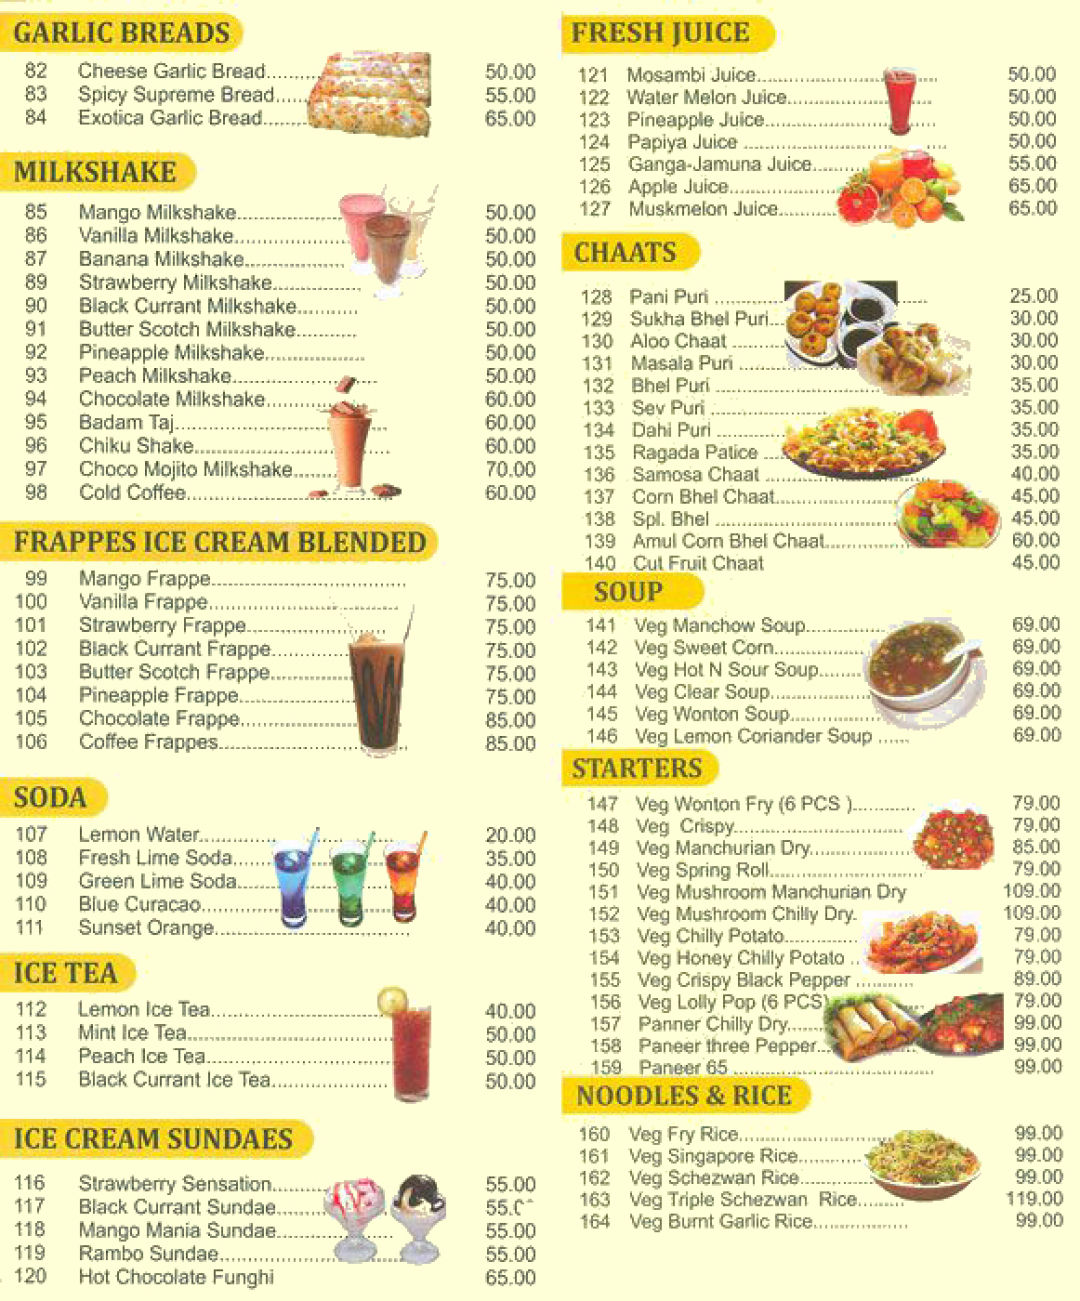 GARLIC BREADS
82 Cheese Garlic Bread.......... 50.00
83 Spicy Supreme Bread...... 55.00
84 Exotica Garlic Bread........ 65.00
MILKSHAKE
85 Mango Milkshake................... 50.00
86 Vanilla Milkshake..................... 50.00
87 Banana Milkshake.................. 50.00
89 Strawberry Milkshake................ 50.00
90 Black Currant Milkshake........... 50.00
91 Butter Scotch Milkshake........... 50.00
92 Pineapple Milkshake.................. 50.00
93 Peach Milkshake.......................... 50.00
94 Chocolate Milkshake.................. 60.00
95 Badam Taj...................................... 60.00
96 Chiku Shake................................... 60.00
97 Choco Mojito Milkshake........ 70.00
98 Cold Coffee...................................... 60.00
FRAPPES ICE CREAM BLENDED
99 Mango Frappe................................... 75.00
100 Vanilla Frappe.................................. 75.00
101 Strawberry Frappe......................... 75.00
102 Black Currant Frappe.............. 75.00
103 Butter Scotch Frappe............... 75.00
104 Pineapple Frappe.................... 75.00
105 Chocolate Frappe.................... 85.00
106 Coffee Frappes.................................. 85.00
SODA
107 Lemon Water................................... 20.00
108 Fresh Lime Soda....... 35.00
109 Green Lime Soda....... 40.00
110 Blue Curacao.............. 40.00
111 Sunset Orange................................... 40.00
ICE TEA
112 Lemon Ice Tea................................ 40.00
113 Mint Ice Tea..................................... 50.00
114 Peach Ice Tea................................. 50.00
115 Black Currant Ice Tea..................... 50.00
ICE CREAM SUNDAES
116 Strawberry Sensation.......... 55.00
117 Black Currant Sundae......... 55.0
118 Mango Mania Sundae..................... 55.00
119 Rambo Sundae.................................. 55.00
120 Hot Chocolate Funghi 65.00
FRESH JUICE
121 Mosambi Juice................................ 50.00
122 Water Melon Juice.......................... 50.00
123 Pineapple Juice............................... 50.00
124 Papiya Juice .................................... 50.00
125 Ganga-Jamuna Juice......... 55.00
126 Apple Juice................... 65.00
127 Muskmelon Juice........... 65.00
CHAATS
128 Pani Puri ............. 25.00
129 Sukha Bhel Puri... 30.00
130 Aloo Chaat .......... 30.00
131 Masala Puri ........ 30.00
132 Bhel Puri .............................. 35.00
133 Sev Puri ..................... 35.00
134 Dahi Puri ............. 35.00
135 Ragada Patice .... 35.00
136 Samosa Chaat ............................... 40.00
137 Corn Bhel Chaat...................... 45.00
138 Spl. Bhel ................................. 45.00
139 Amul Corn Bhel Chaat................ 60.00
140 Cut Fruit Chaat 45.00
SOUP
141 Veg Manchow Soup............... 69.00
142 Veg Sweet Corn.................. 69.00
143 Veg Hot N Sour Soup........ 69.00
144 Veg Clear Soup................... 69.00
145 Veg Wonton Soup............... 69.00
146 Veg Lemon Coriander Soup ...... 69.00
STARTERS
147 Veg Wonton Fry (6 PCS )............ 79.00
148 Veg Crispy.................................. 79.00
149 Veg Manchurian Dry.................. 85.00
150 Veg Spring Roll............................. 79.00
151 Veg Mushroom Manchurian Dry 109.00
152 Veg Mushroom Chilly Dry. 109.00
153 Veg Chilly Potato.............. 79.00
154 Veg Honey Chilly Potato .. 79.00
155 Veg Crispy Black Pepper ........... 89.00
156 Veg Lolly Pop (6 PCS) 79.00
157 Panner Chilly Dry....... 99.00
158 Paneer three Pepper... 99.00
159 Paneer 65 ........................................ 99.00
NOODLES & RICE
160 Veg Fry Rice.............................. 99.00
161 Veg Singapore Rice............. 99.00
162 Veg Schezwan Rice.............. 99.00
163 Veg Triple Schezwan Rice......... 119.00
164 Veg Burnt Garlic Rice................... 99.00